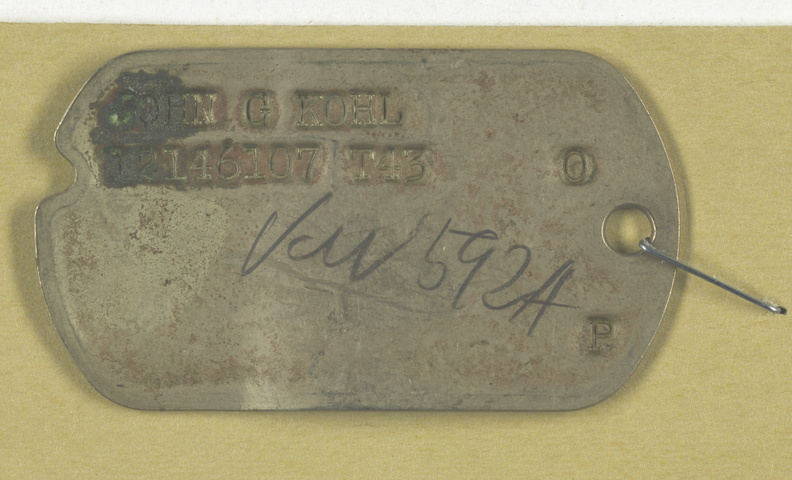 JOHN G KOHL
12146107 T43 O
592A
P